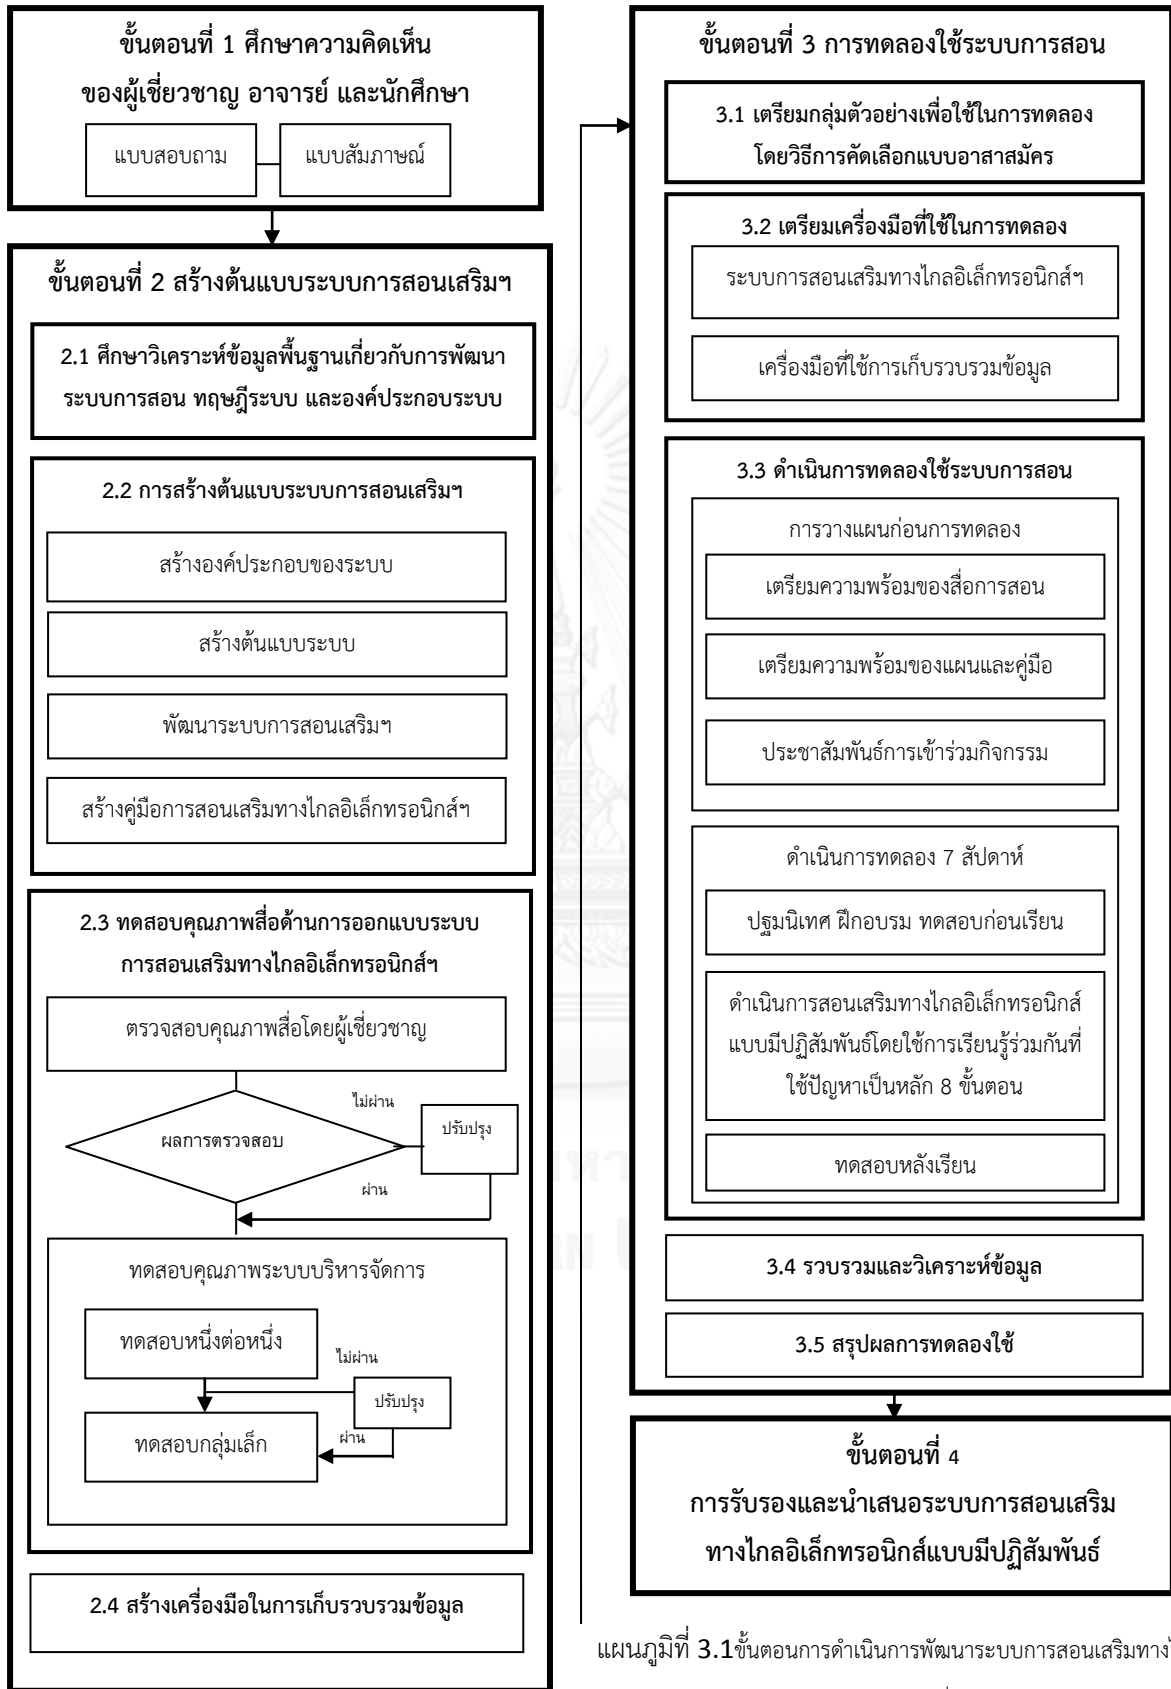 ขั้นตอนที่ 1 ศึกษาความคิดเห็น
ของผู้เชี่ยวชาญ อาจารย์ และนักศึกษา
แบบสอบถาม
แบบสัมภาษณ์
ขั้นตอนที่ 2 สร้างต้นแบบระบบการสอนเสริมฯ
2.1 ศึกษาวิเคราะห์ข้อมูลพื้นฐานเกี่ยวกับการพัฒนา
ระบบการสอน ทฤษฎีระบบ และองค์ประกอบระบบ
2.2 การสร้างต้นแบบระบบการสอนเสริมฯ
สร้างองค์ประกอบของระบบ
สร้างต้นแบบระบบ
พัฒนาระบบการสอนเสริมฯ
สร้างคู่มือการสอนเสริมทางไกลอิเล็กทรอนิกส์ฯ
2.3 ทดสอบคุณภาพสื่อด้านการออกแบบระบบ
การสอนเสริมทางไกลอิเล็กทรอนิกส์ฯ
ตรวจสอบคุณภาพสื่อโดยผู้เชี่ยวชาญ
ไม่ผ่าน
ปรับปรุง
ผลการตรวจสอบ
ผ่าน
ทดสอบคุณภาพระบบบริหารจัดการ
ทดสอบหนึ่งต่อหนึ่ง
ไม่ผ่าน
ปรับปรุง
ทดสอบกลุ่มเล็ก
ผ่าน
2.4 สร้างเครื่องมือในการเก็บรวบรวมข้อมูล
ขั้นตอนที่ 3 การทดลองใช้ระบบการสอน
3.1 เตรียมกลุ่มตัวอย่างเพื่อใช้ในการทดลอง
โดยวิธีการคัดเลือกแบบอาสาสมัคร
3.2 เตรียมเครื่องมือที่ใช้ในการทดลอง
ระบบการสอนเสริมทางไกลอิเล็กทรอนิกส์ฯ
เครื่องมือที่ใช้การเก็บรวบรวมข้อมูล
3.3 ดำเนินการทดลองใช้ระบบการสอน
การวางแผนก่อนการทดลอง
เตรียมความพร้อมของสื่อการสอน
เตรียมความพร้อมของแผนและคู่มือ
ประชาสัมพันธ์การเข้าร่วมกิจกรรม
ดำเนินการทดลอง 7 สัปดาห์
ปฐมนิเทศ ฝึกอบรม ทดสอบก่อนเรียน
ดำเนินการสอนเสริมทางไกลอิเล็กทรอนิกส์
แบบมีปฏิสัมพันธ์โดยใช้การเรียนรู้ร่วมกันที่
ใช้ปัญหาเป็นหลัก 8 ขั้นตอน
ทดสอบหลังเรียน
3.4 รวบรวมและวิเคราะห์ข้อมูล
3.5 สรุปผลการทดลองใช้
ขั้นตอนที่ 4
การรับรองและนำเสนอระบบการสอนเสริม
ทางไกลอิเล็กทรอนิกส์แบบมีปฏิสัมพันธ์
แผนภูมิที่ 3.1ขั้นตอนการดำเนินการพัฒนาระบบการสอนเสริมทาง